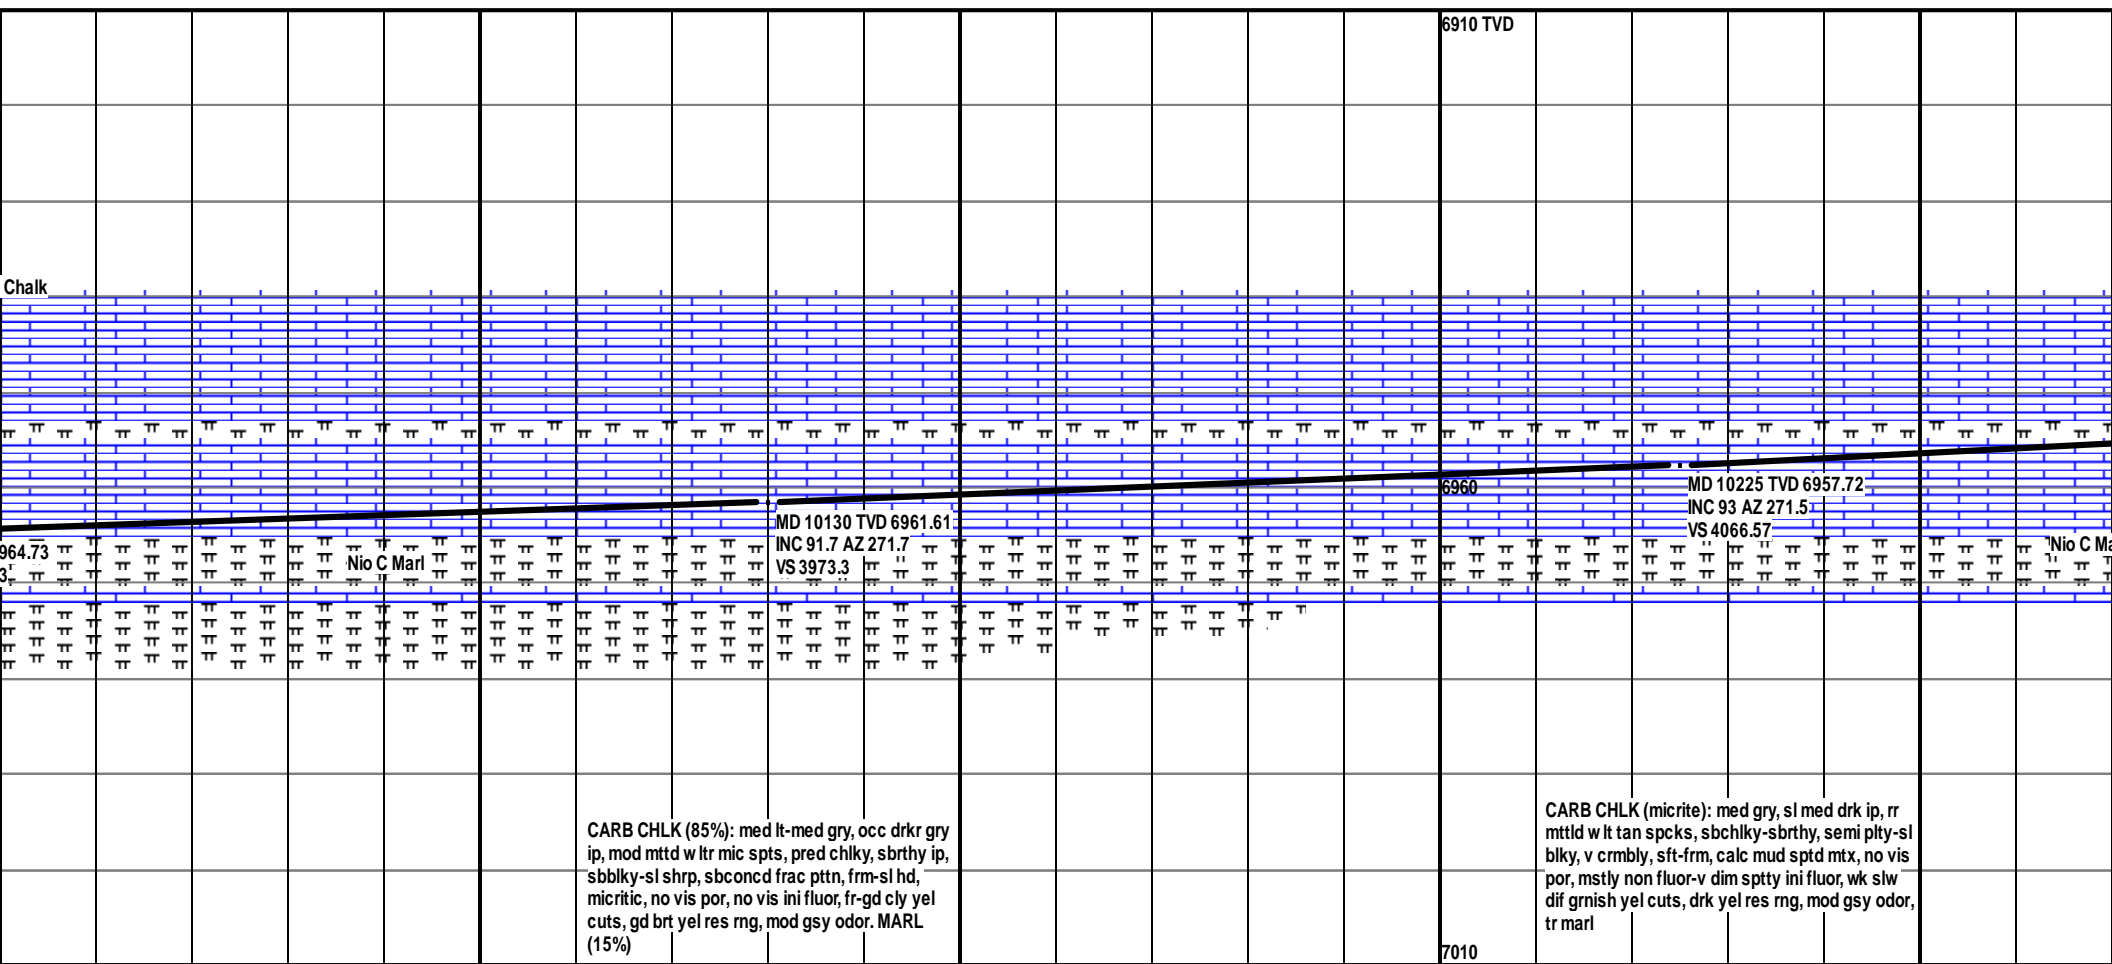 6910 TVD
Chalk
6960
MD 10225 TVD 6957.72
INC 93 AZ 271.5
VS 4066.57
MD 10130 TVD 6961.61
INC 91.7 AZ 271.7
VS 3973.3
964.73
3
Nio C Marl
Nio C Ma
CARB CHLK (85%): med lt-med gry, occ drkr gry
ip, mod mttd w ltr mic spts, pred chlky, sbrthy ip,
sbblky-sl shrp, sbconcd frac pttn, frm-sl hd,
micritic, no vis por, no vis ini fluor, fr-gd cly yel
cuts, gd brt yel res rng, mod gsy odor. MARL
(15%)
CARB CHLK (micrite): med gry, sl med drk ip, rr
mttld w lt tan spcks, sbchlky-sbrthy, semi plty-sl
blky, v crmbly, sft-frm, calc mud sptd mtx, no vis
por, mstly non fluor-v dim sptty ini fluor, wk slw
dif grnish yel cuts, drk yel res rng, mod gsy odor,
tr marl
7010